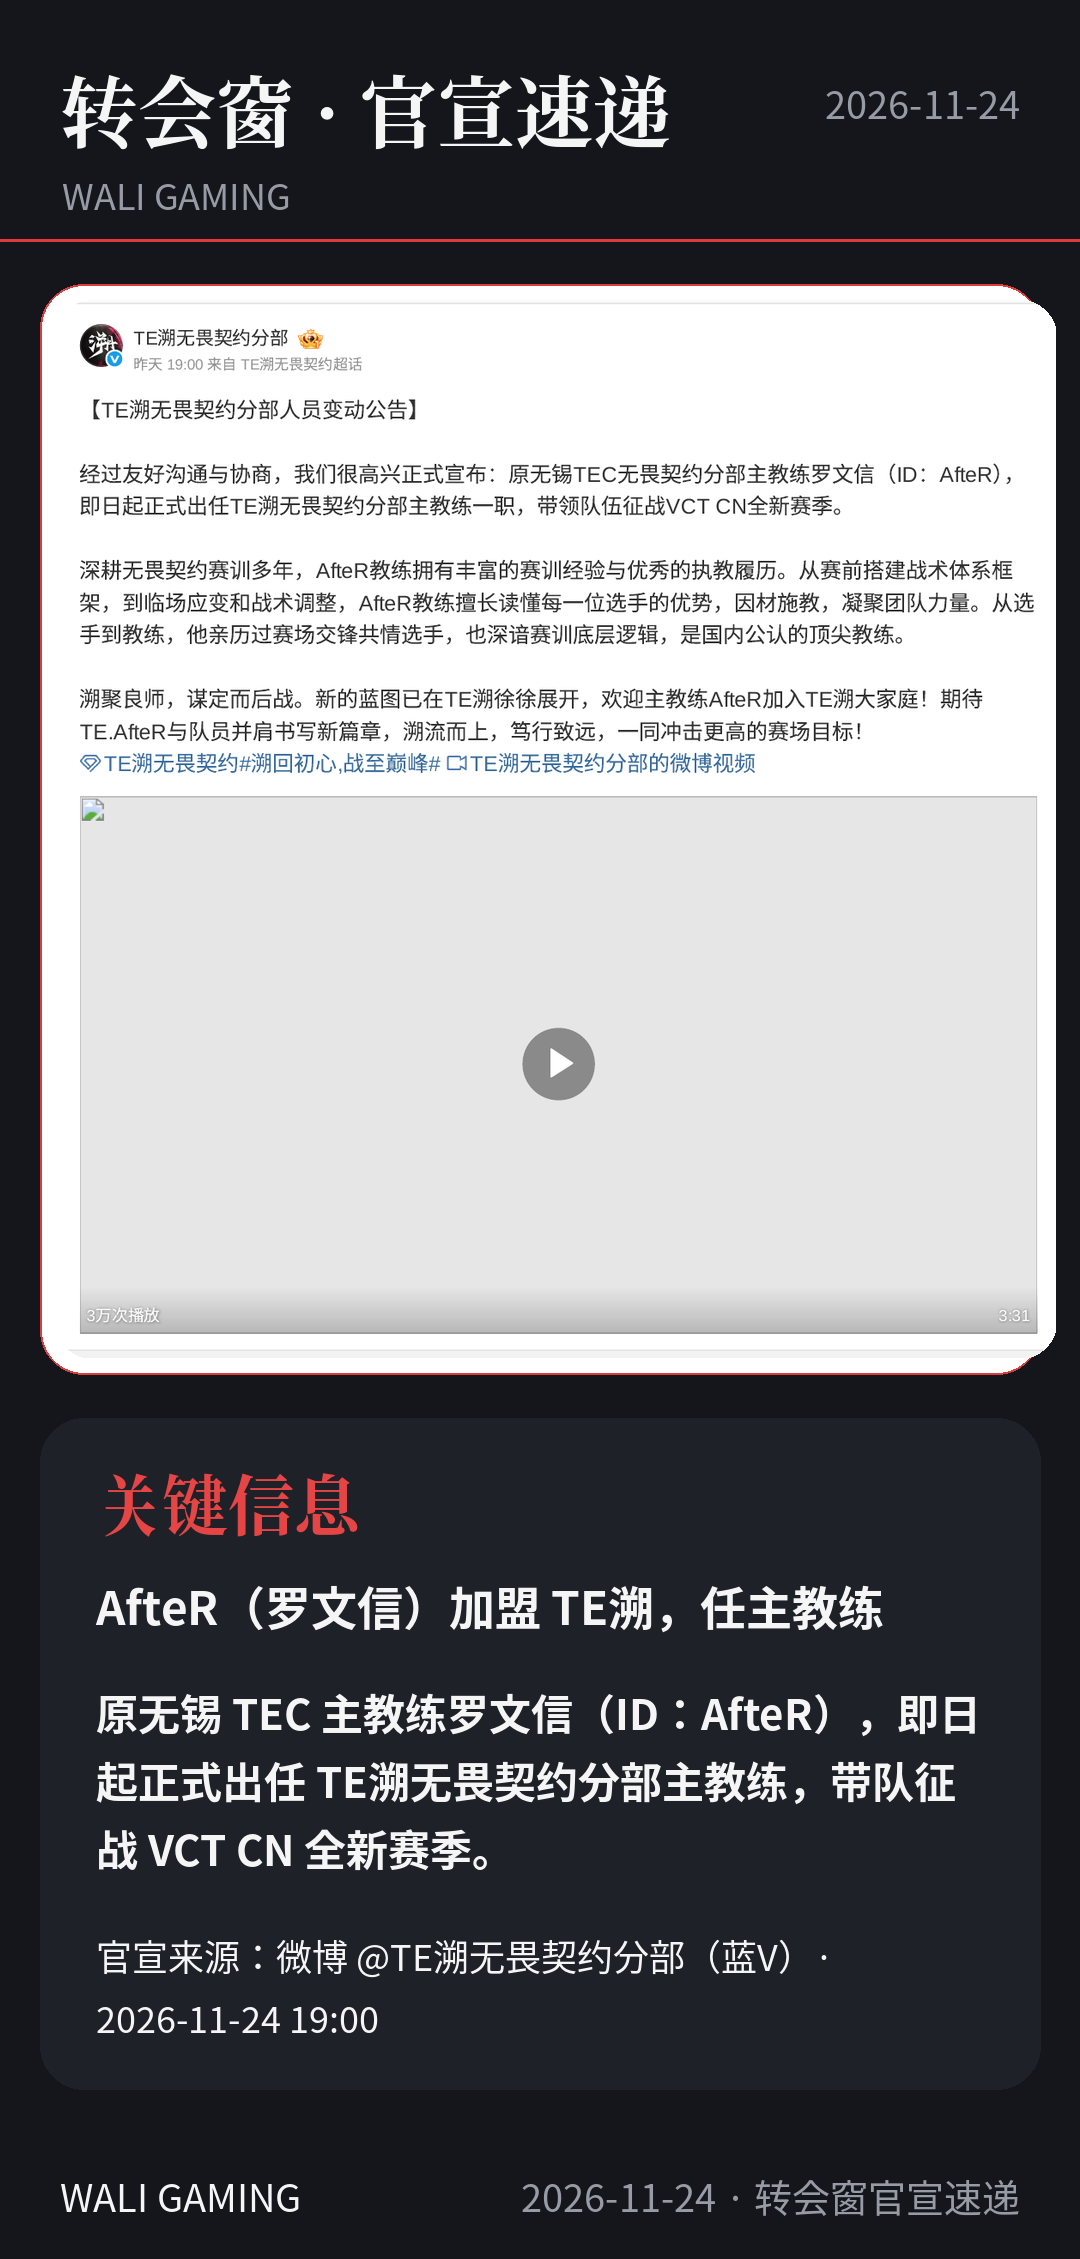 转会窗 · 官宣速递
2026-11-24
WALI GAMING
TE溯无畏契约分部
昨天 19:00 来自 TE溯无畏契约超话
【TE溯无畏契约分部人员变动公告】
经过友好沟通与协商，我们很高兴正式宣布：原无锡TEC无畏契约分部主教练罗文信（ID：AfteR），
即日起正式出任TE溯无畏契约分部主教练一职，带领队伍征战VCT CN全新赛季。
深耕无畏契约赛训多年，AfteR教练拥有丰富的赛训经验与优秀的执教履历。从赛前搭建战术体系框
架，到临场应变和战术调整，AfteR教练擅长读懂每一位选手的优势，因材施教，凝聚团队力量。从选
手到教练，他亲历过赛场交锋共情选手，也深谙赛训底层逻辑，是国内公认的顶尖教练。
溯聚良师，谋定而后战。新的蓝图已在TE溯徐徐展开，欢迎主教练AfteR加入TE溯大家庭！期待
TE.AfteR与队员并肩书写新篇章，溯流而上，笃行致远，一同冲击更高的赛场目标！
TE溯无畏契约#溯回初心,战至巅峰# TE溯无畏契约分部的微博视频
3万次播放
3:31
关键信息
AfteR（罗文信）加盟 TE溯，任主教练
原无锡 TEC 主教练罗文信（ID：AfteR），即日
起正式出任 TE溯无畏契约分部主教练，带队征
战 VCT CN 全新赛季。
官宣来源：微博 @TE溯无畏契约分部（蓝V） ·
2026-11-24 19:00
WALI GAMING
2026-11-24 · 转会窗官宣速递